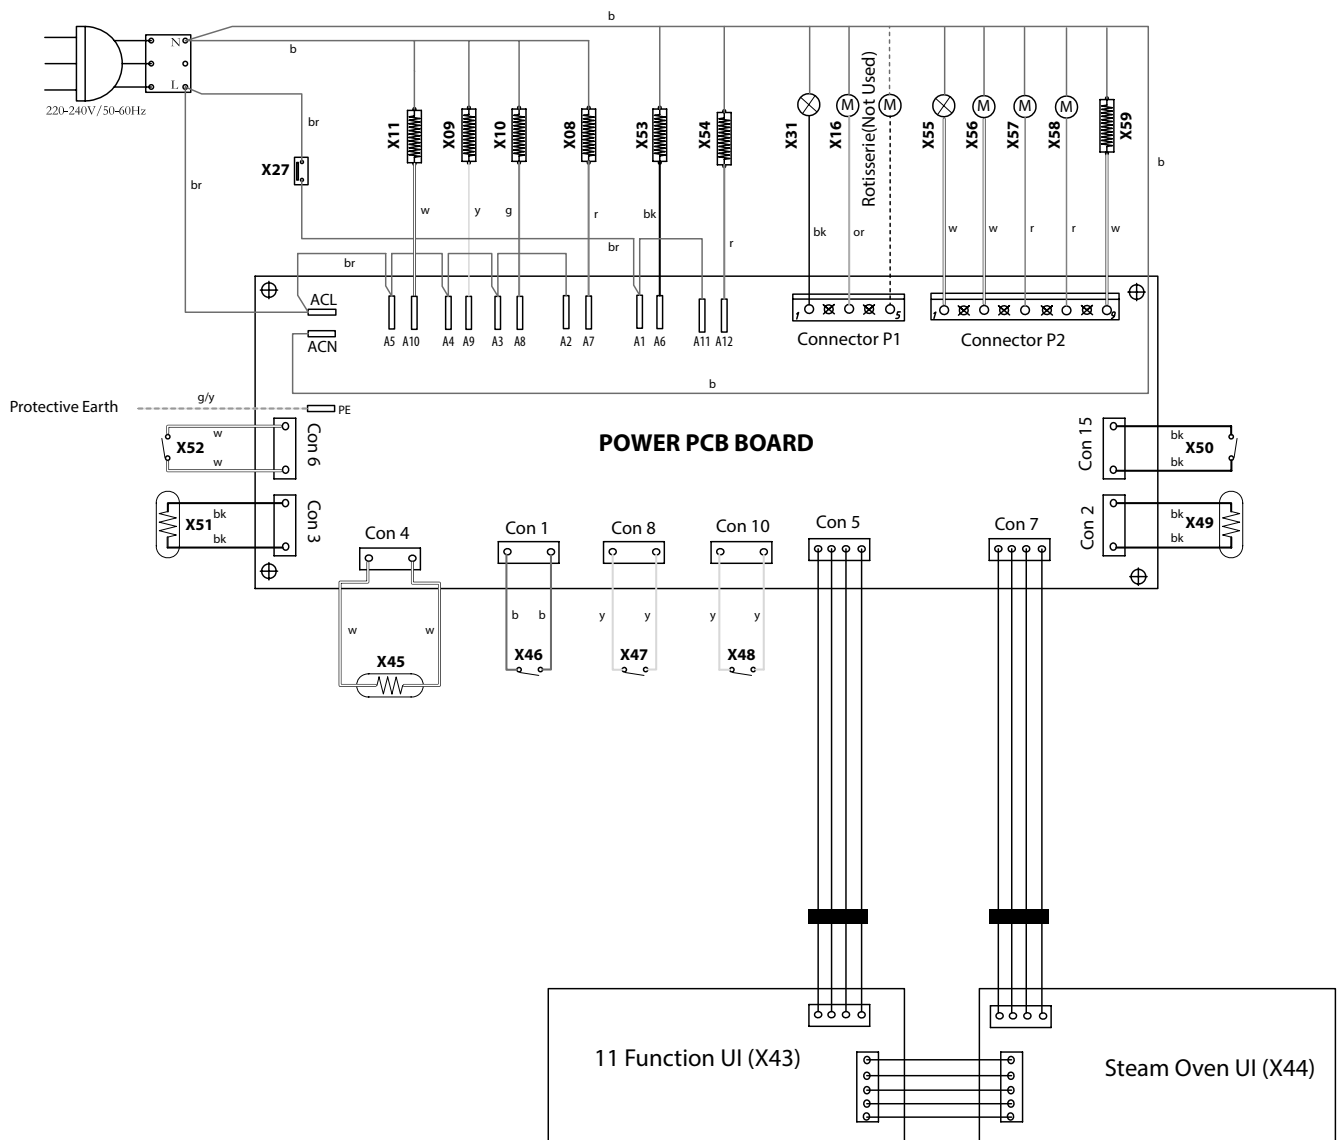 b
N
b
L
220-240V/50-60Hz
br
X27
br
X11
X09
X10
X08
X53
X54
X31
X16
Rotisserie(Not Used)
X55
X56
X57
X58
X59
b
w
y
g
r
bk
r
bk
or
w
w
r
r
w
br
br
ACL
ACN
A5
A10
A4
A9
A3
A8
A2
A7
A1
A6
A11
A12
1
5
Connector P1
1
9
Connector P2
b
Protective Earth
g/y
PE
POWER PCB BOARD
w
X52
w
Con 6
Con 15
bk
X50
bk
bk
X51
bk
Con 3
Con 2
bk
X49
bk
Con 4
Con 1
Con 8
Con 10
Con 5
Con 7
w
w
X45
b
b
X46
y
y
X47
y
y
X48
11 Function UI (X43)
Steam Oven UI (X44)